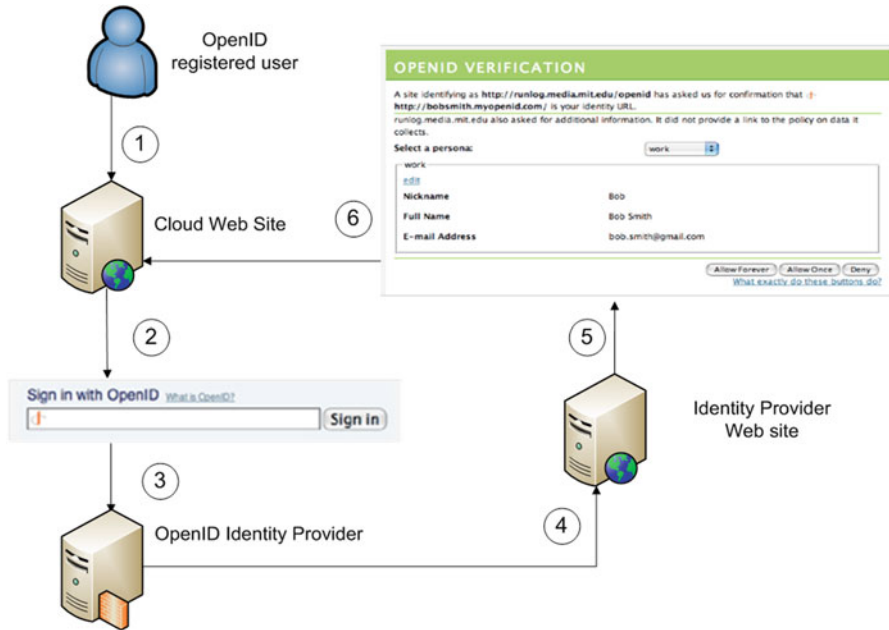 OpenID
registered user
1
Cloud Web Site
2
Sign in with OpenID What is OpenID?
Sign in
3
OpenID Identity Provider
4
Identity Provider
Web site
5
6
OPENID VERIFICATION
A site identifying as http://runlog.media.mit.edu/openid has asked us for confirmation that
http://bobsmith.myopenid.com/ is your identity URL.
runlog.media.mit.edu also asked for additional information. It did not provide a link to the policy on data it
collects.
Select a persona: work
work
edit
Nickname Bob
Full Name Bob Smith
E-mail Address bob.smith@gmail.com
Allow Forever Allow Once Deny
What exactly do these buttons do?